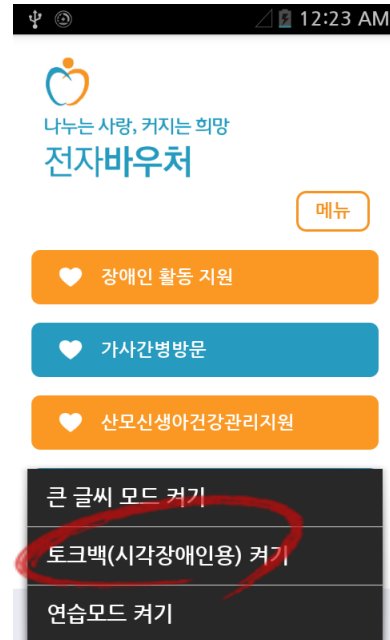 12:23 AM
나누는 사랑, 커지는 희망
전자바우처
메뉴
장애인 활동 지원
가사간병방문
산모신생아건강관리지원
큰 글씨 모드 켜기
토크백(시각장애인용) 켜기
연습모드 켜기